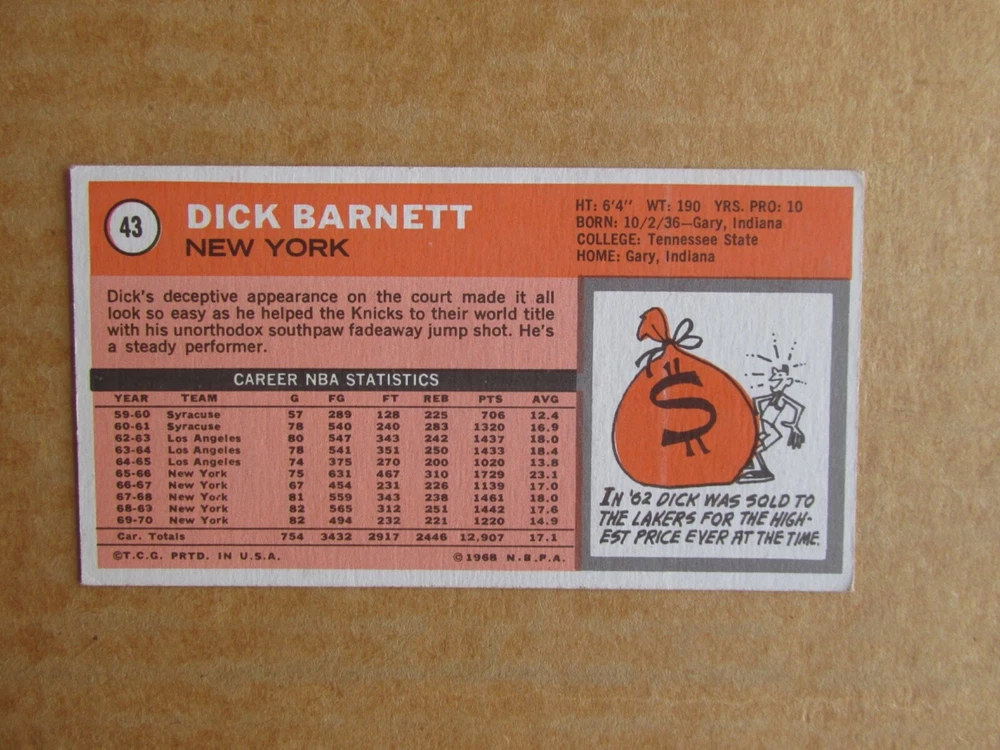 43
DICK BARNETT
NEW YORK
HT: 6'4" WT: 190 YRS. PRO: 10
BORN: 10/2/36—Gary, Indiana
COLLEGE: Tennessee State
HOME: Gary, Indiana
Dick's deceptive appearance on the court made it all
look so easy as he helped the Knicks to their world title
with his unorthodox southpaw fadeaway jump shot. He's
a steady performer.
CAREER NBA STATISTICS
YEAR TEAM G FG FT REB PTS AVG
59-60 Syracuse 57 289 128 225 706 12.4
60-61 Syracuse 78 540 240 283 1320 16.9
62-63 Los Angeles 80 547 343 242 1437 18.0
63-64 Los Angeles 78 541 351 250 1433 18.4
64-65 Los Angeles 74 375 270 200 1020 13.8
65-66 New York 75 631 467 310 1729 23.1
66-67 New York 67 454 231 226 1139 17.0
67-68 New York 81 559 343 238 1461 18.0
68-69 New York 82 565 312 251 1442 17.6
69-70 New York 82 494 232 221 1220 14.9
Car. Totals 754 3432 2917 2446 12,907 17.1
©T.C.G. PRTD. IN U.S.A. ©1968 N.B.P.A.
$
IN '62 DICK WAS SOLD TO
THE LAKERS FOR THE HIGH-
EST PRICE EVER AT THE TIME.